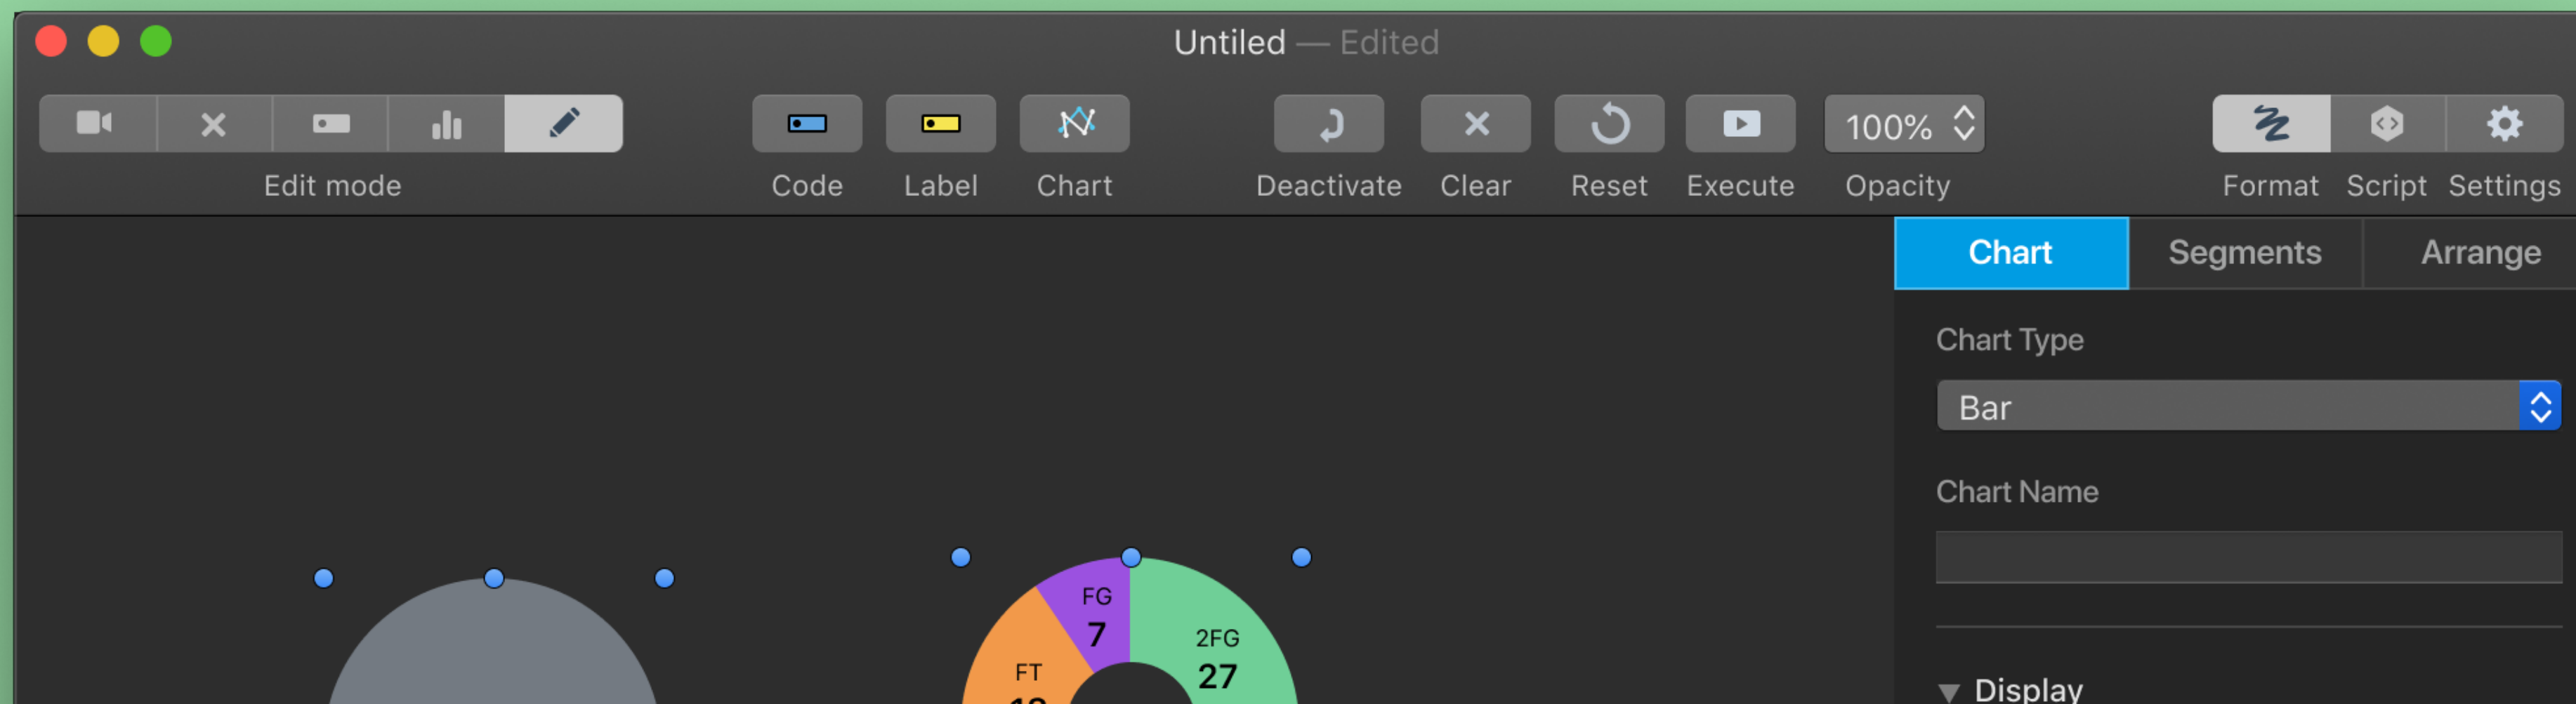 Untiled — Edited
100%
Edit mode
Code
Label
Chart
Deactivate
Clear
Reset
Execute
Opacity
Format
Script
Settings
Chart
Segments
Arrange
Chart Type
Bar
Chart Name
FG
7
2FG
27
FT
Display